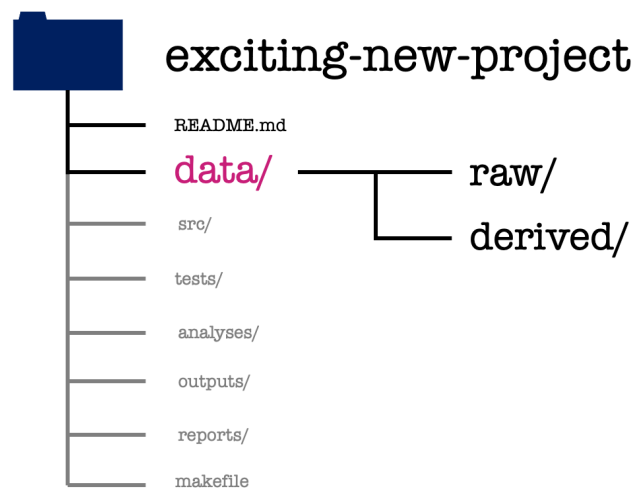 exciting-new-project
README.md
data/
raw/
derived/
src/
tests/
analyses/
outputs/
reports/
makefile